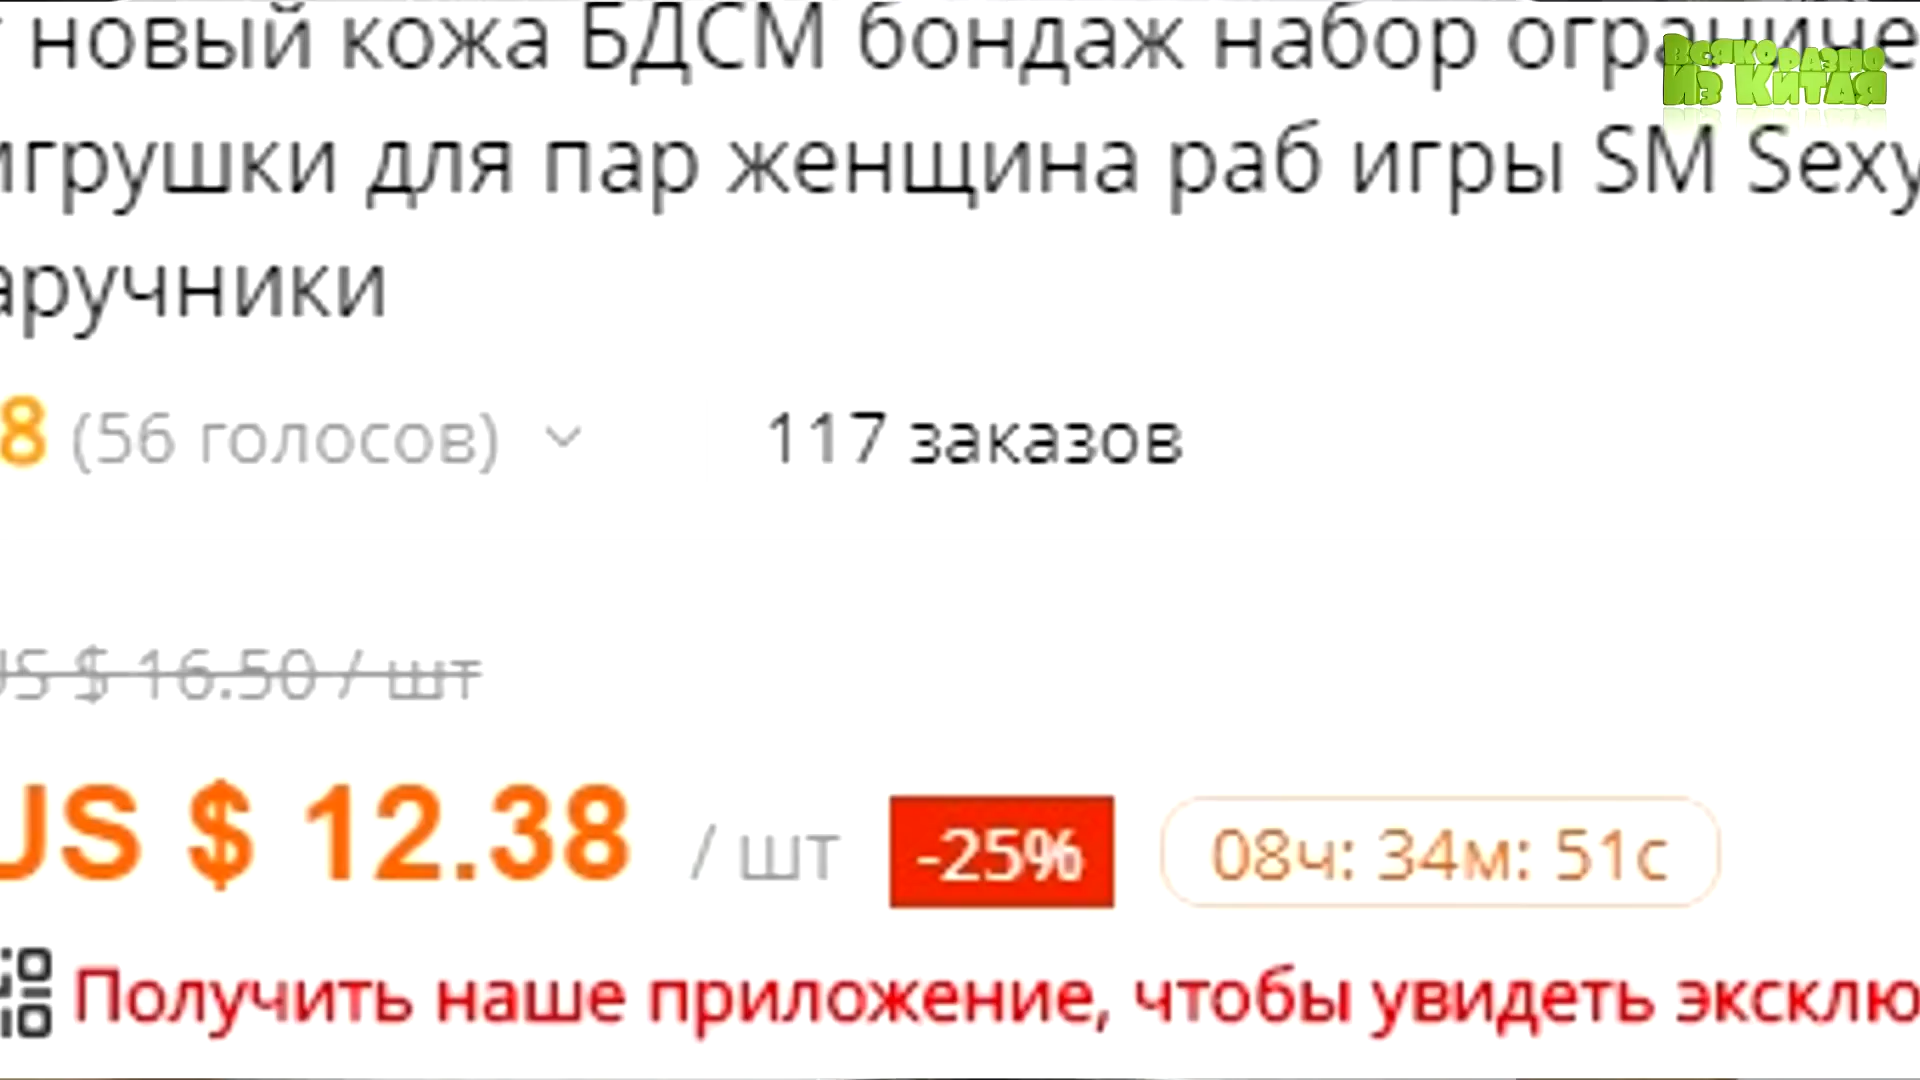 новый кожа БДСМ бондаж набор ограниче
Всяко разно
Из Китая
игрушки для пар женщина раб игры SM Sexy
аручники
8 (56 голосов) 117 заказов
US $ 16.50 / шт
US $ 12.38 / шт -25% 08ч: 34м: 51с
Получить наше приложение, чтобы увидеть эксклю